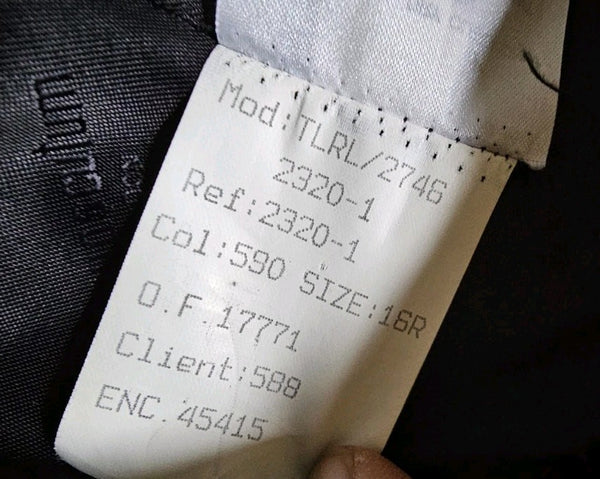 Mod:TLRL/2746
2320-1
Ref:2320-1
Col:590 SIZE:16R
O.F.17771
Client:588
ENC.45415